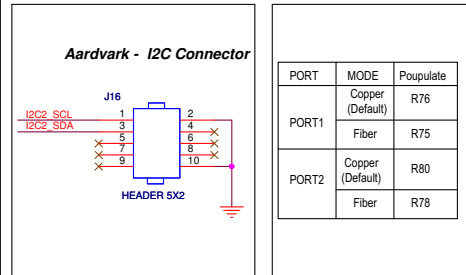 Aardvark - I2C Connector
J16
I2C2_SCL 1 2
I2C2_SDA 3 4
5 6
7 8
9 10
HEADER 5X2
PORT MODE Poupulate
PORT1 Copper (Default) R76
Fiber R75
PORT2 Copper (Default) R80
Fiber R78